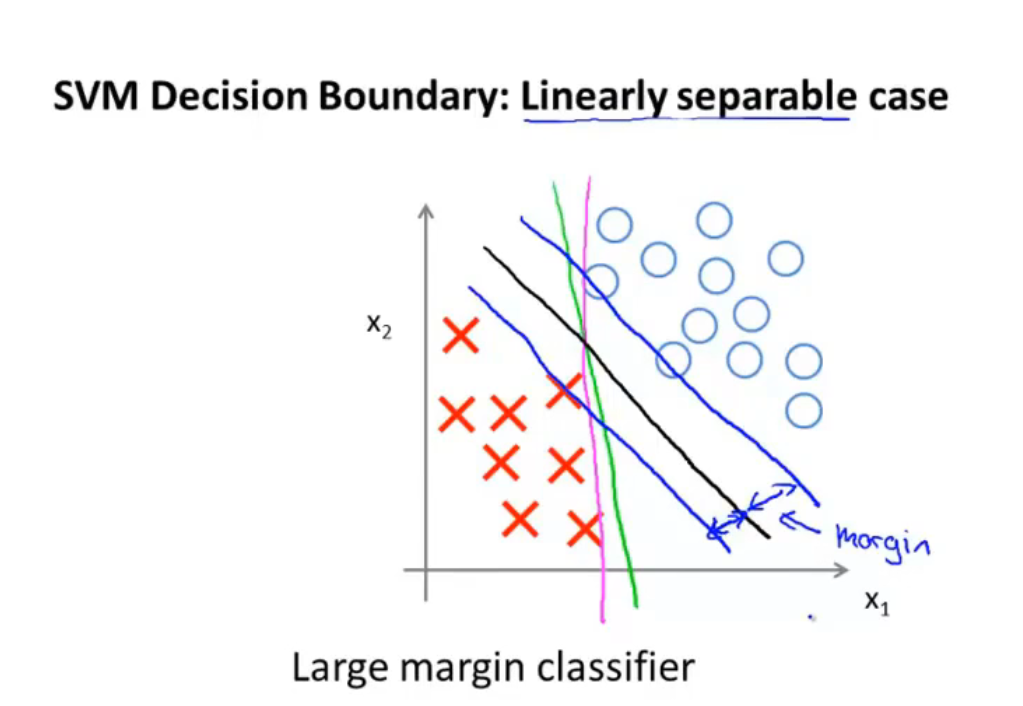 SVM Decision Boundary: Linearly separable case
x₂
margin
x₁
Large margin classifier